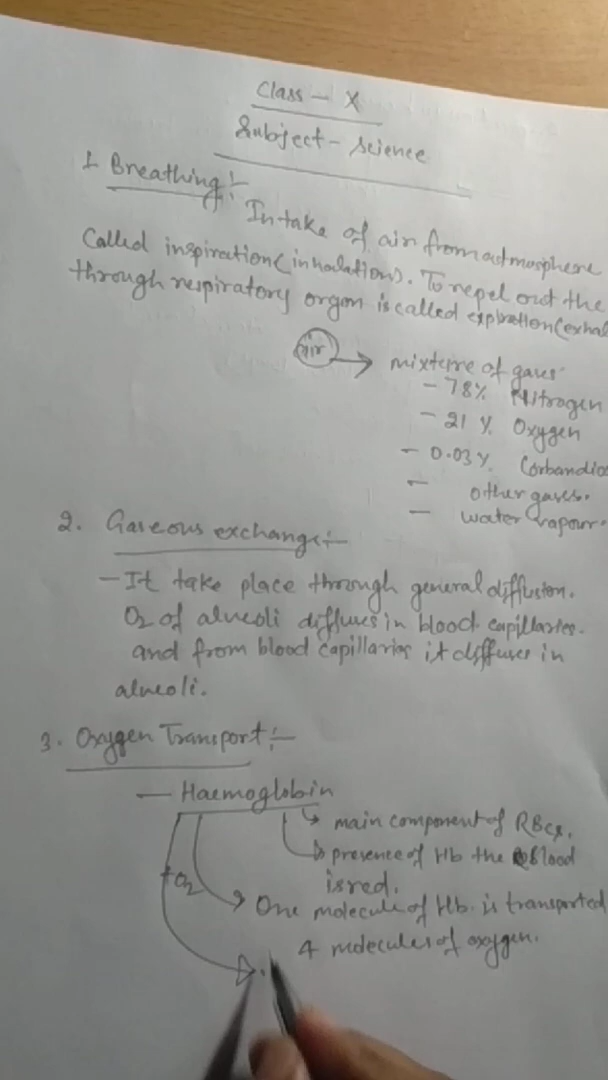 Class - X
Subject - Science
1. Breathing :-
Intake of air from atmosphere
Called inspiration (inhalation). To repel out the
through respiratory organ is called expiration (exhal
air → mixture of gases
- 78% Nitrogen
- 21 % Oxygen
- 0.03 % Carbondio
- other gases.
- water vapour.
2. Gaseous exchange :-
- It take place through general diffusion.
O2 of alveoli diffuses in blood capillaries.
and from blood capillaries it diffuses in
alveoli.
3. Oxygen Transport :-
- Haemoglobin
→ main component of RBCs.
→ presence of Hb the Blood
is red.
+O2
→ One molecule of Hb. is transported
4 molecules of oxygen.